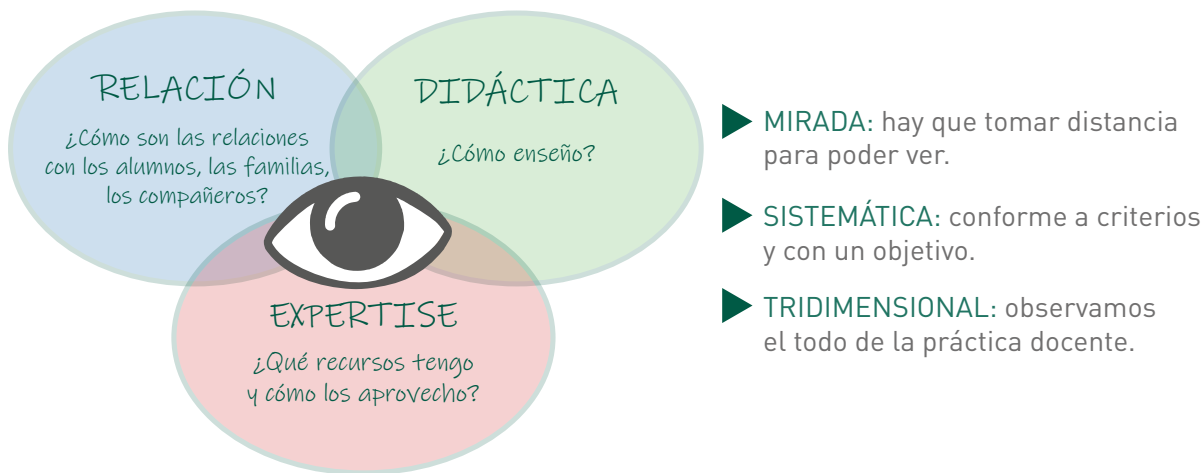 RELACIÓN
¿Cómo son las relaciones
con los alumnos, las familias,
los compañeros?
DIDÁCTICA
¿Cómo enseño?
EXPERTISE
¿Qué recursos tengo
y cómo los aprovecho?
MIRADA: hay que tomar distancia
para poder ver.
SISTEMÁTICA: conforme a criterios
y con un objetivo.
TRIDIMENSIONAL: observamos
el todo de la práctica docente.